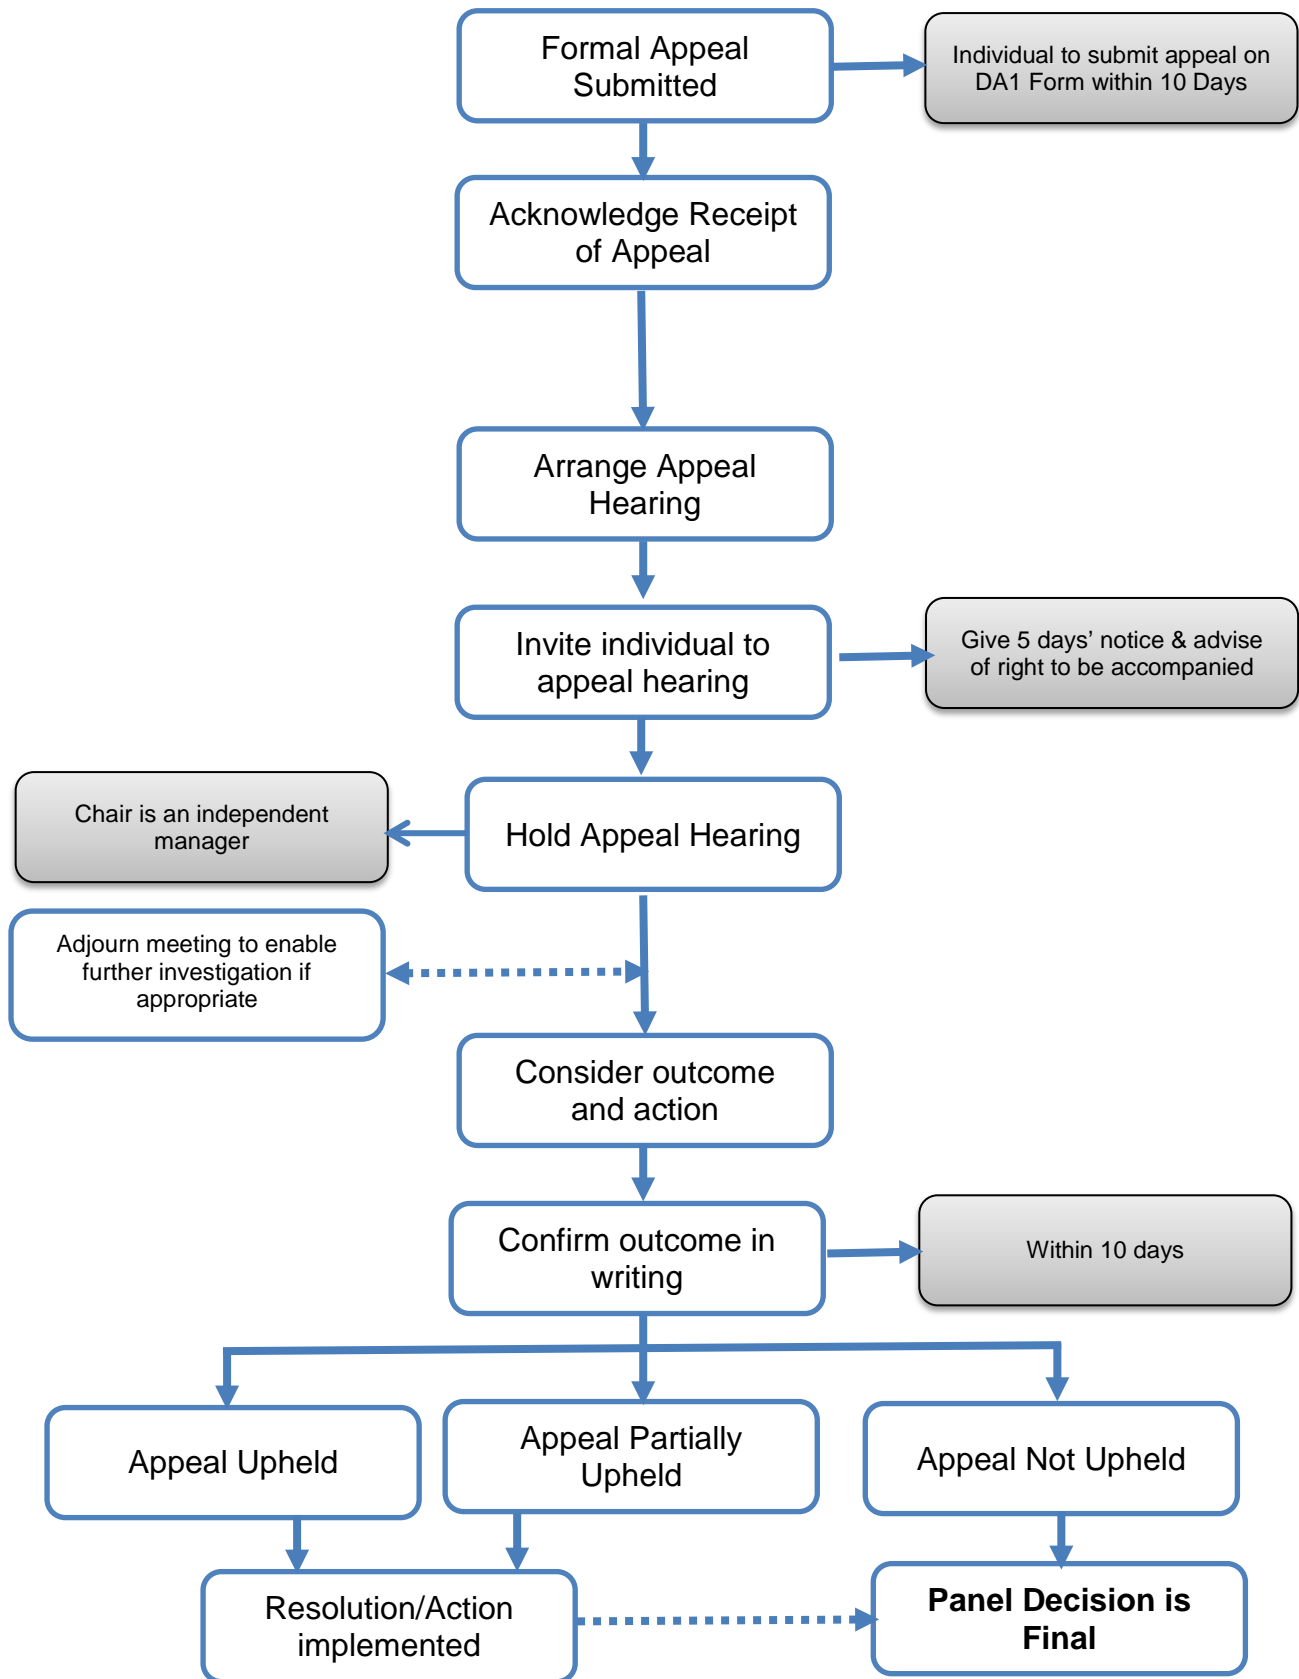 Formal Appeal
Submitted
Individual to submit appeal on
DA1 Form within 10 Days
Acknowledge Receipt
of Appeal
Arrange Appeal
Hearing
Invite individual to
appeal hearing
Give 5 days’ notice & advise
of right to be accompanied
Chair is an independent
manager
Hold Appeal Hearing
Adjourn meeting to enable
further investigation if
appropriate
Consider outcome
and action
Confirm outcome in
writing
Within 10 days
Appeal Upheld
Appeal Partially
Upheld
Appeal Not Upheld
Resolution/Action
implemented
Panel Decision is
Final